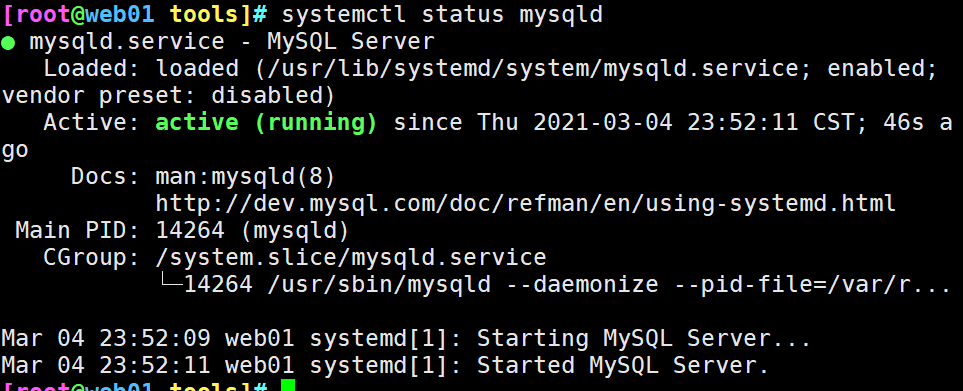 [root@web01 tools]# systemctl status mysqld
● mysqld.service - MySQL Server
   Loaded: loaded (/usr/lib/systemd/system/mysqld.service; enabled;
vendor preset: disabled)
   Active: active (running) since Thu 2021-03-04 23:52:11 CST; 46s a
go
     Docs: man:mysqld(8)
           http://dev.mysql.com/doc/refman/en/using-systemd.html
 Main PID: 14264 (mysqld)
   CGroup: /system.slice/mysqld.service
           └─14264 /usr/sbin/mysqld --daemonize --pid-file=/var/r...

Mar 04 23:52:09 web01 systemd[1]: Starting MySQL Server...
Mar 04 23:52:11 web01 systemd[1]: Started MySQL Server.
[root@web01 tools]#